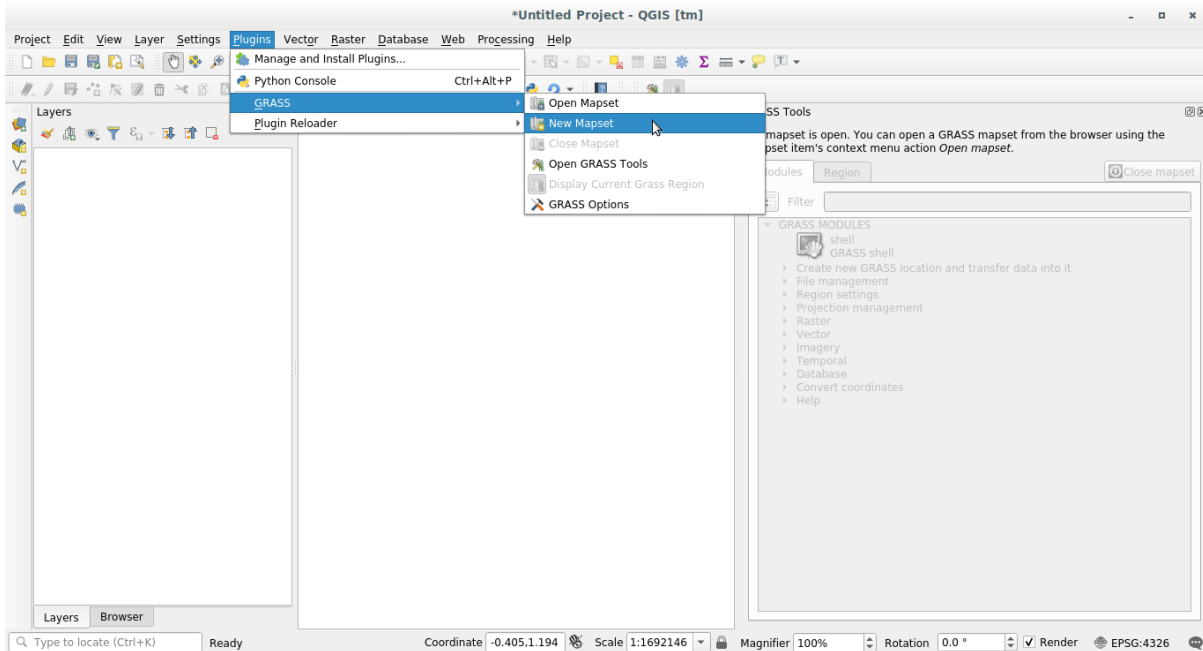 *Untitled Project - QGIS [tm]
Project Edit View Layer Settings Plugins Vector Raster Database Web Processing Help
Manage and Install Plugins...
Python Console Ctrl+Alt+P
GRASS
Plugin Reloader
Open Mapset
New Mapset
Close Mapset
Open GRASS Tools
Display Current Grass Region
GRASS Options
Layers
SS Tools
mapset is open. You can open a GRASS mapset from the browser using the
pset item's context menu action Open mapset.
odules Region Close mapset
Filter
GRASS MODULES
shell
GRASS shell
Create new GRASS location and transfer data into it
File management
Region settings
Projection management
Raster
Vector
Imagery
Temporal
Database
Convert coordinates
Help
Layers Browser
Type to locate (Ctrl+K) Ready Coordinate -0.405,1.194 Scale 1:1692146 Magnifier 100% Rotation 0.0 ° Render EPSG:4326